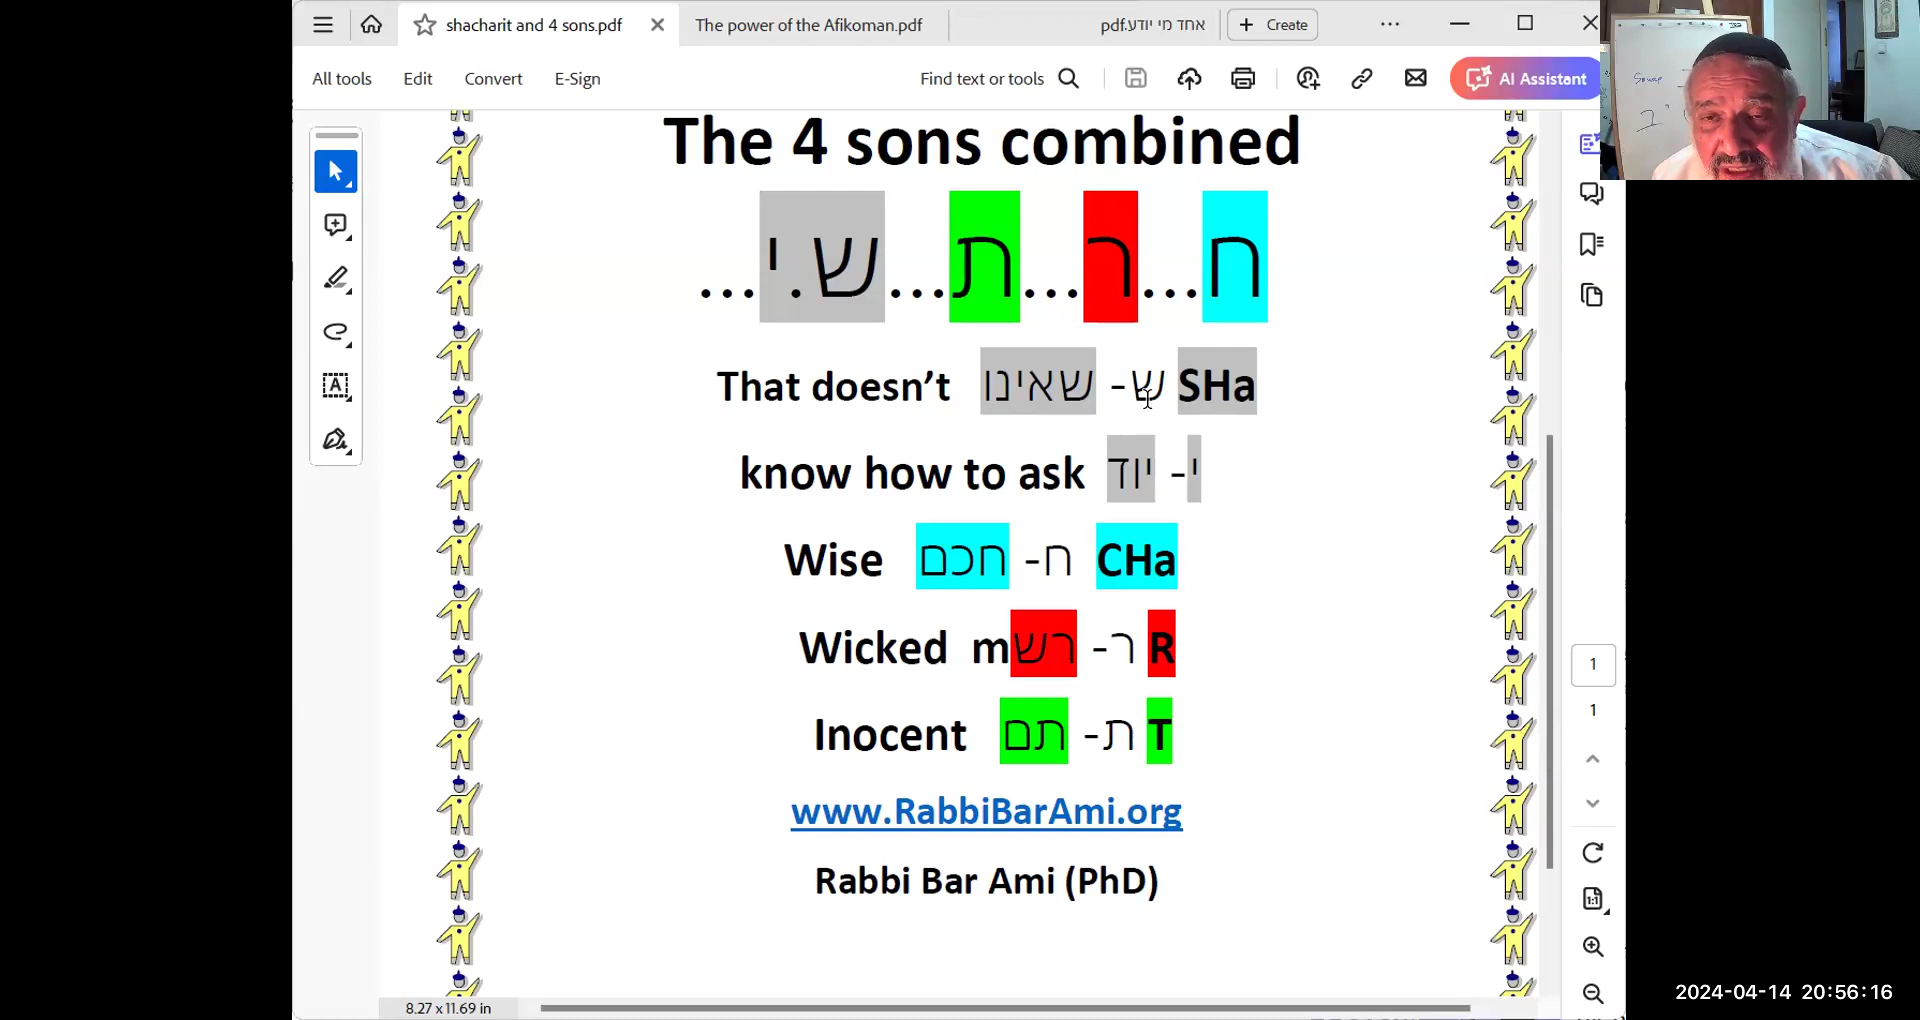 shacharit and 4 sons.pdf
The power of the Afikoman.pdf
אחד מי יודע.pdf
+ Create
All tools
Edit
Convert
E-Sign
Find text or tools
AI Assistant
The 4 sons combined
ח...ר...ת...ש.י...
That doesn't שאינו -ש SHa
know how to ask יוד -י
Wise חכם -ח CHa
Wicked mרש -ר R
Inocent תם -ת T
www.RabbiBarAmi.org
Rabbi Bar Ami (PhD)
1
1
8.27 x 11.69 in
2024-04-14 20:56:16